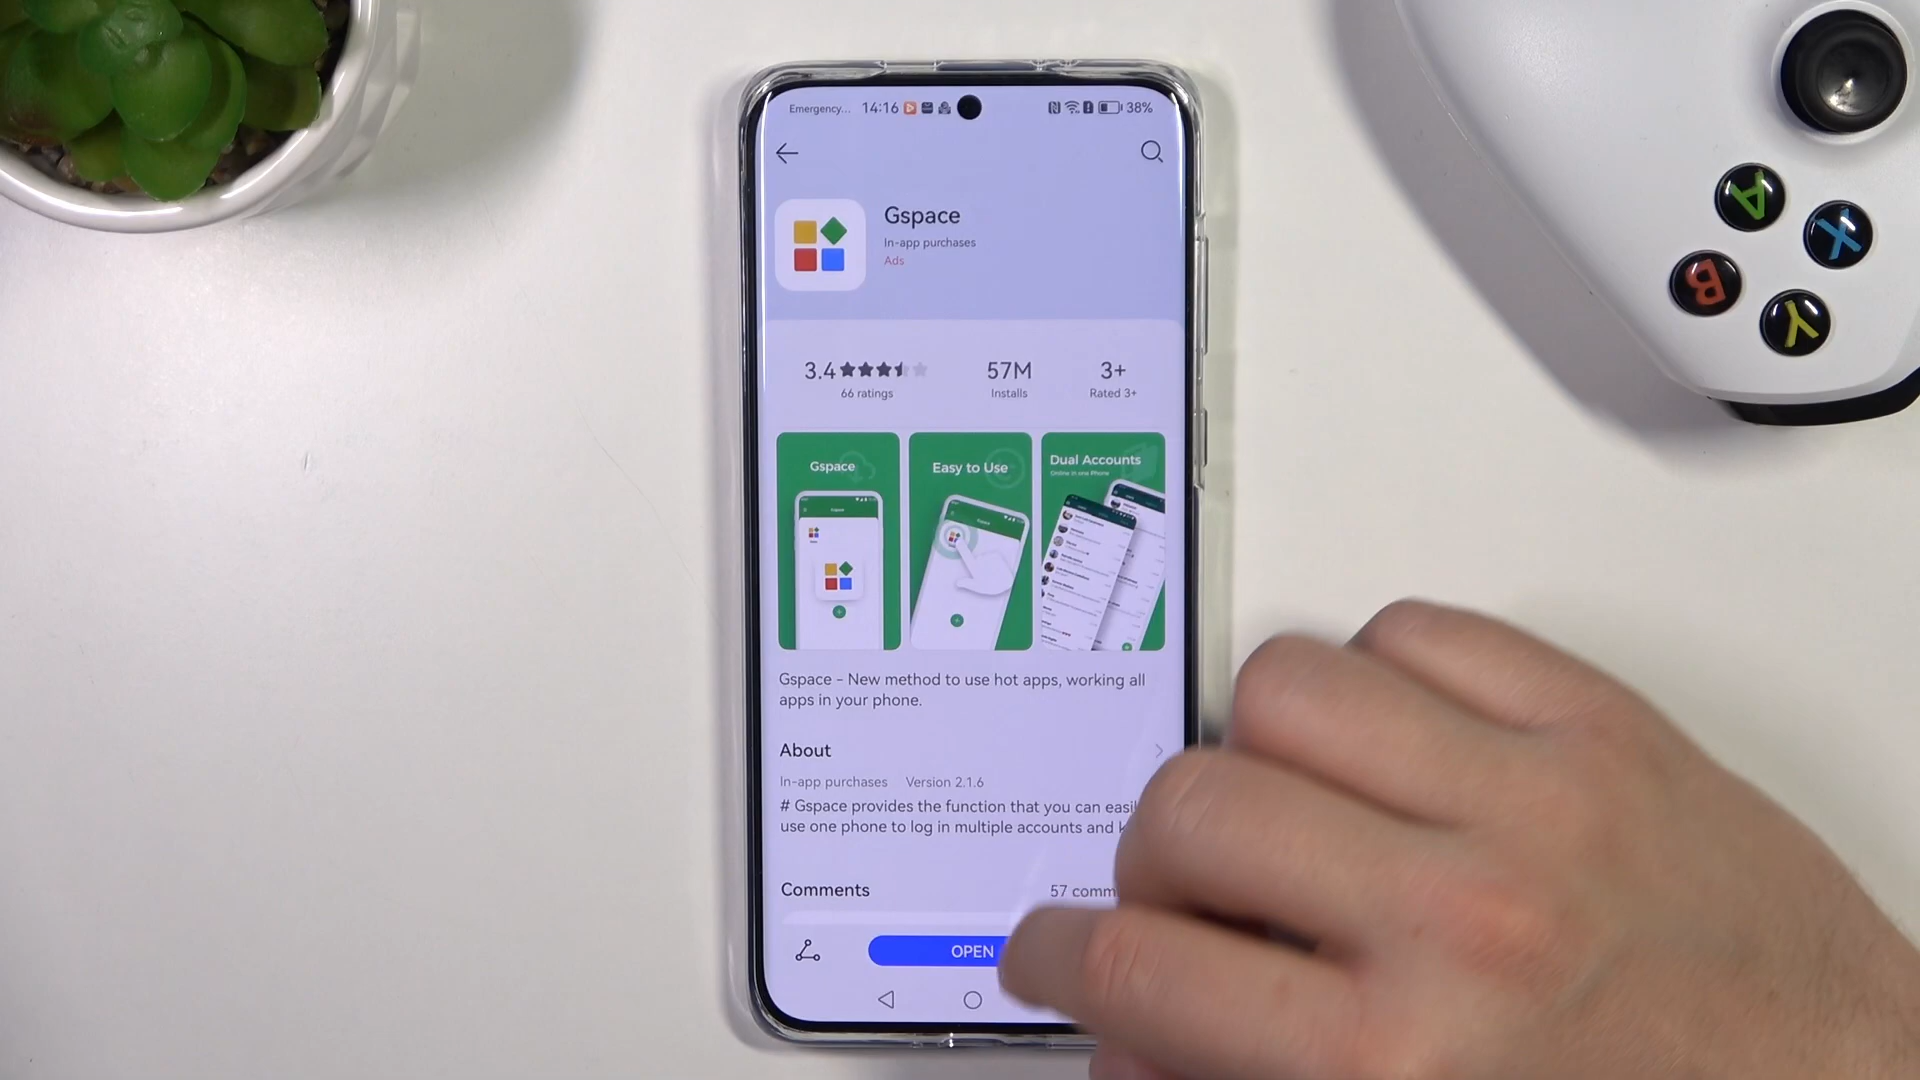 Emergency... 14:16 38%
Gspace
In-app purchases
Ads
3.4 57M 3+
66 ratings Installs Rated 3+
Gspace Easy to Use Dual Accounts
Online in one Phone
Gspace – New method to use hot apps, working all
apps in your phone.
About
In-app purchases Version 2.1.6
# Gspace provides the function that you can easil
use one phone to log in multiple accounts and k
Comments 57 comm
OPEN
A
X
B
Y